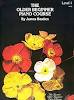 Level 1
THE
OLDER BEGINNER
PIANO COURSE
By James Bastien